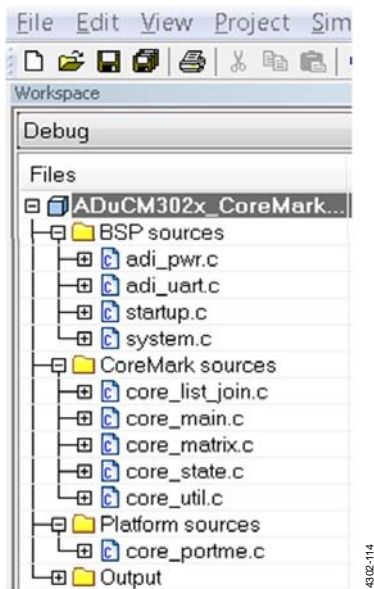 File Edit View Project Sim
Workspace
Debug
Files
ADuCM302x_CoreMark...
BSP sources
adi_pwr.c
adi_uart.c
startup.c
system.c
CoreMark sources
core_list_join.c
core_main.c
core_matrix.c
core_state.c
core_util.c
Platform sources
core_portme.c
Output
4302-114